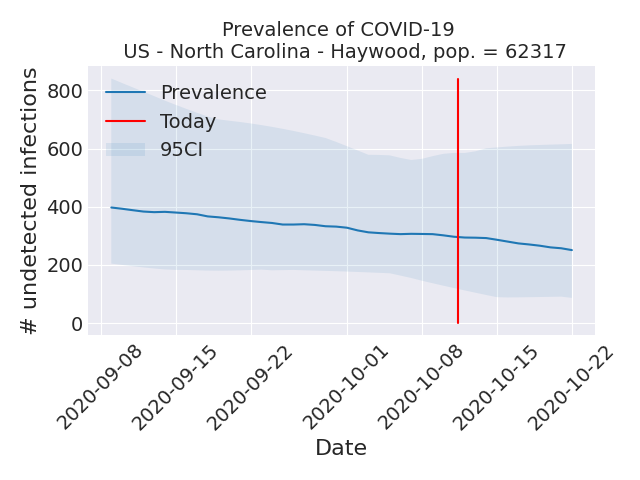 Prevalence of COVID-19
US - North Carolina - Haywood, pop. = 62317
# undetected infections
800
600
400
200
0
Prevalence
Today
95CI
2020-09-08
2020-09-15
2020-09-22
2020-10-01
2020-10-08
2020-10-15
2020-10-22
Date